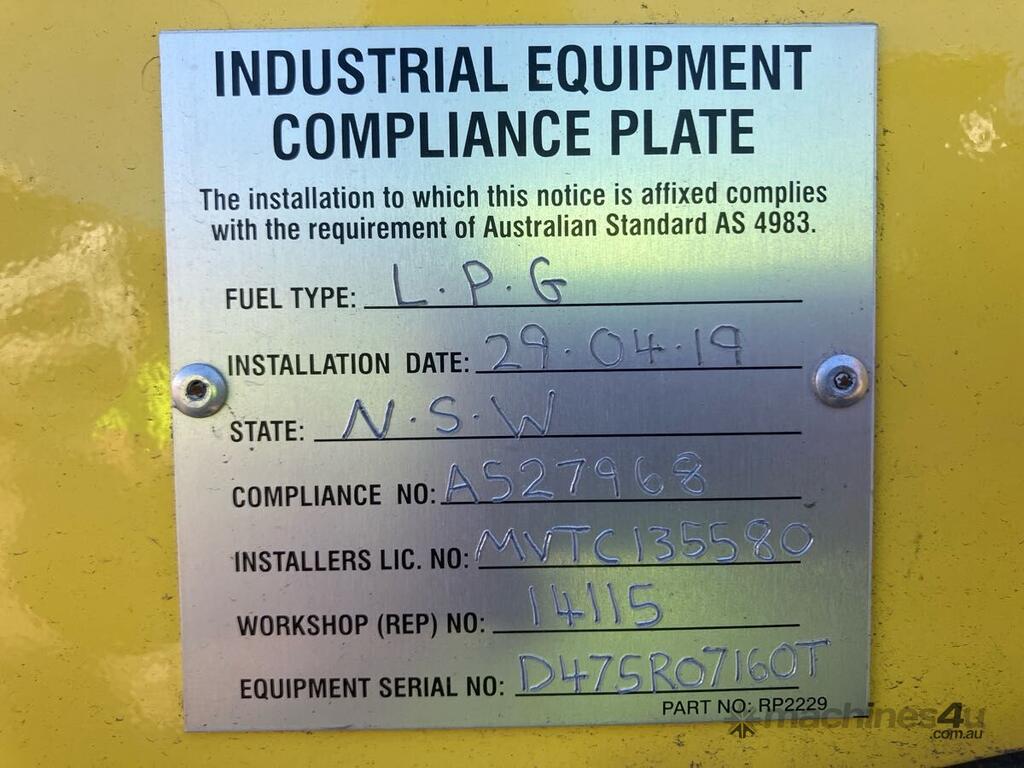 INDUSTRIAL EQUIPMENT
COMPLIANCE PLATE
The installation to which this notice is affixed complies
with the requirement of Australian Standard AS 4983.
FUEL TYPE: L.P.G
INSTALLATION DATE: 29.04.19
STATE: N.S.W
COMPLIANCE NO: A527968
INSTALLERS LIC. NO: MVTC135580
WORKSHOP (REP) NO: 14115
EQUIPMENT SERIAL NO: D475R07160T
PART NO: RP2229
machines4u
.com.au